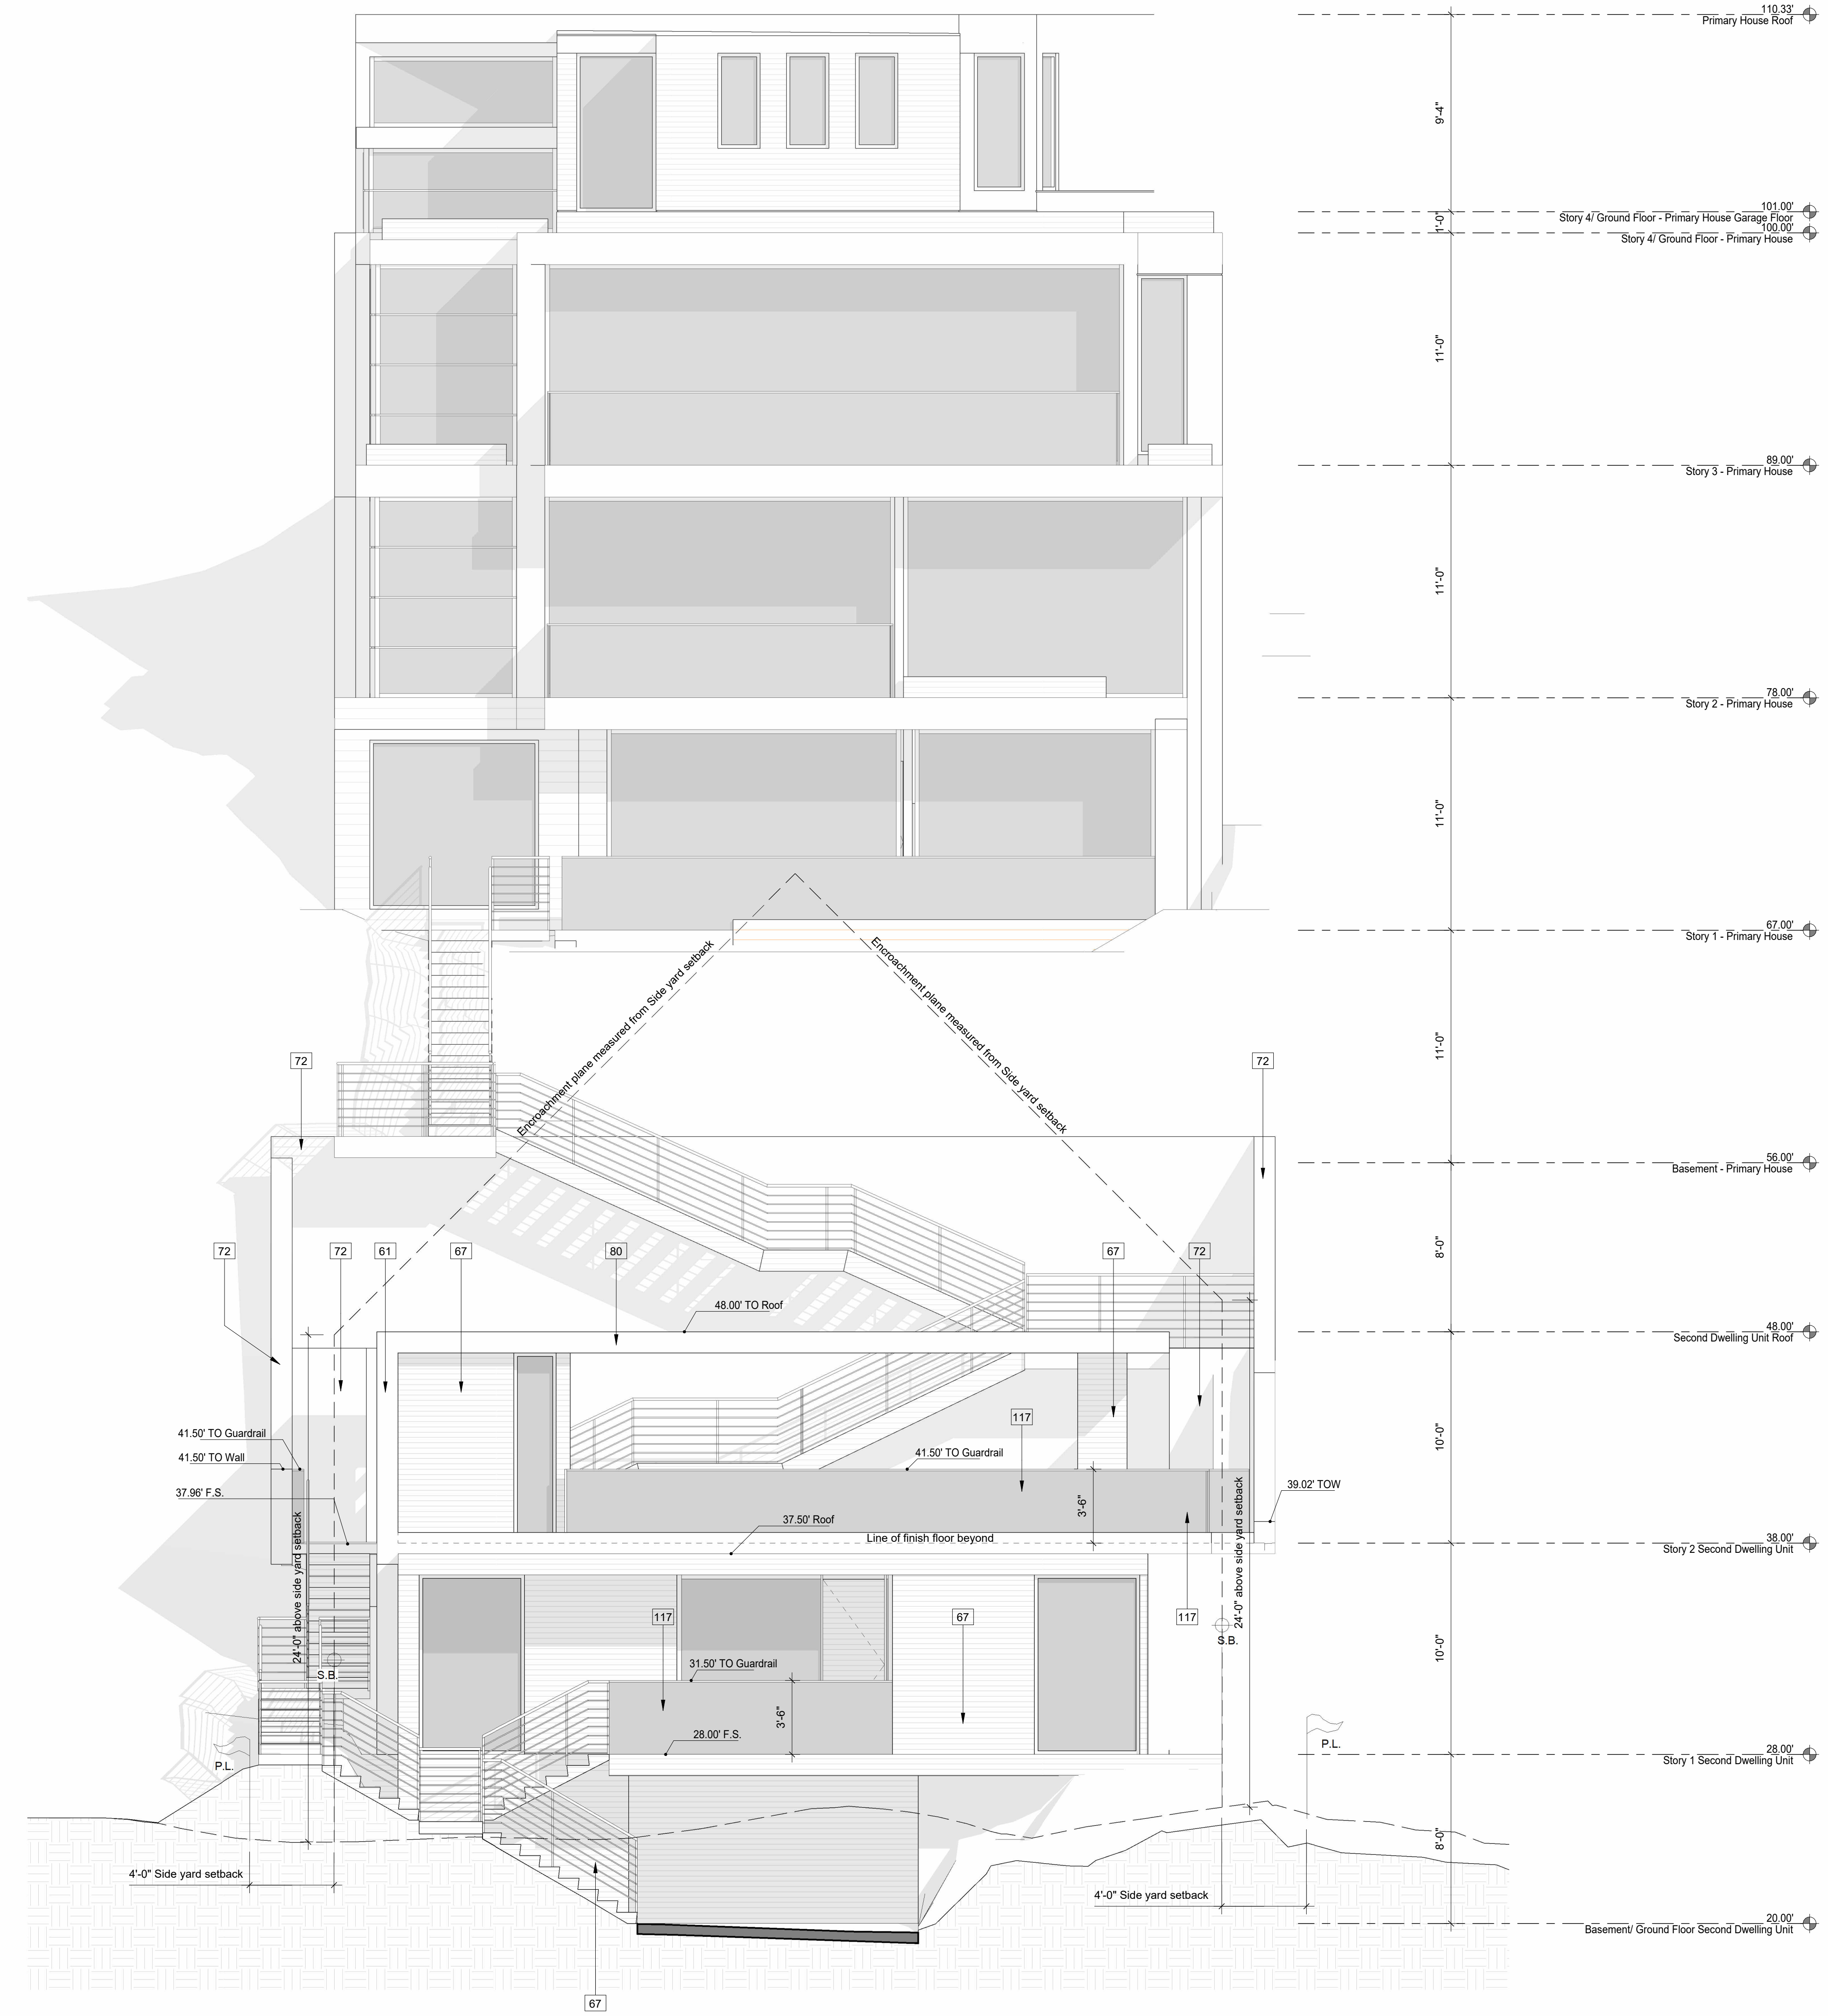 110.33'
Primary House Roof
9'-4"
101.00'
Story 4/ Ground Floor - Primary House Garage Floor
1'-0"
100.00'
Story 4/ Ground Floor - Primary House
11'-0"
89.00'
Story 3 - Primary House
11'-0"
78.00'
Story 2 - Primary House
11'-0"
67.00'
Story 1 - Primary House
Encroachment plane measured from Side yard setback
Encroachment plane measured from Side yard setback
11'-0"
72
72
56.00'
Basement - Primary House
8'-0"
72
72
61
67
80
67
72
48.00' TO Roof
48.00'
Second Dwelling Unit Roof
10'-0"
117
41.50' TO Guardrail
41.50' TO Guardrail
41.50' TO Wall
37.96' F.S.
3'-6"
39.02' TOW
37.50' Roof
Line of finish floor beyond
38.00'
Story 2 Second Dwelling Unit
24'-0" above side yard setback
24'-0" above side yard setback
117
67
117
10'-0"
S.B.
S.B.
31.50' TO Guardrail
3'-6"
28.00' F.S.
P.L.
P.L.
28.00'
Story 1 Second Dwelling Unit
8'-0"
4'-0" Side yard setback
4'-0" Side yard setback
20.00'
Basement/ Ground Floor Second Dwelling Unit
67